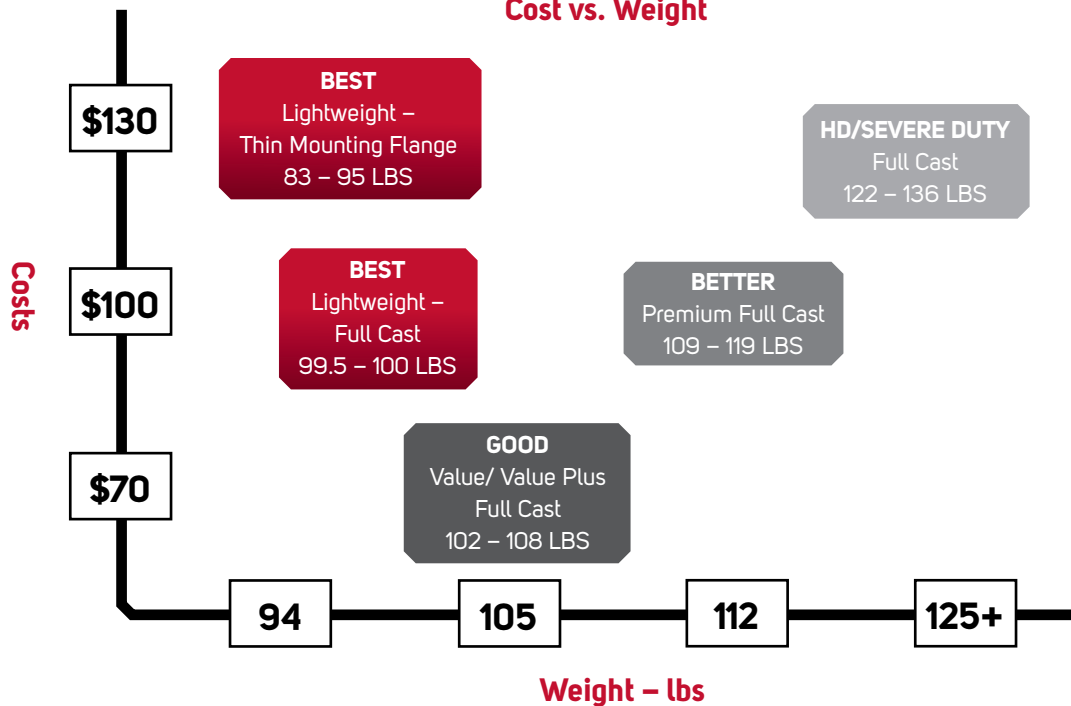 Cost vs. Weight
$130
BEST
Lightweight –
Thin Mounting Flange
83 – 95 LBS
HD/SEVERE DUTY
Full Cast
122 – 136 LBS
Costs
$100
BEST
Lightweight –
Full Cast
99.5 – 100 LBS
BETTER
Premium Full Cast
109 – 119 LBS
$70
GOOD
Value/ Value Plus
Full Cast
102 – 108 LBS
94
105
112
125+
Weight – lbs